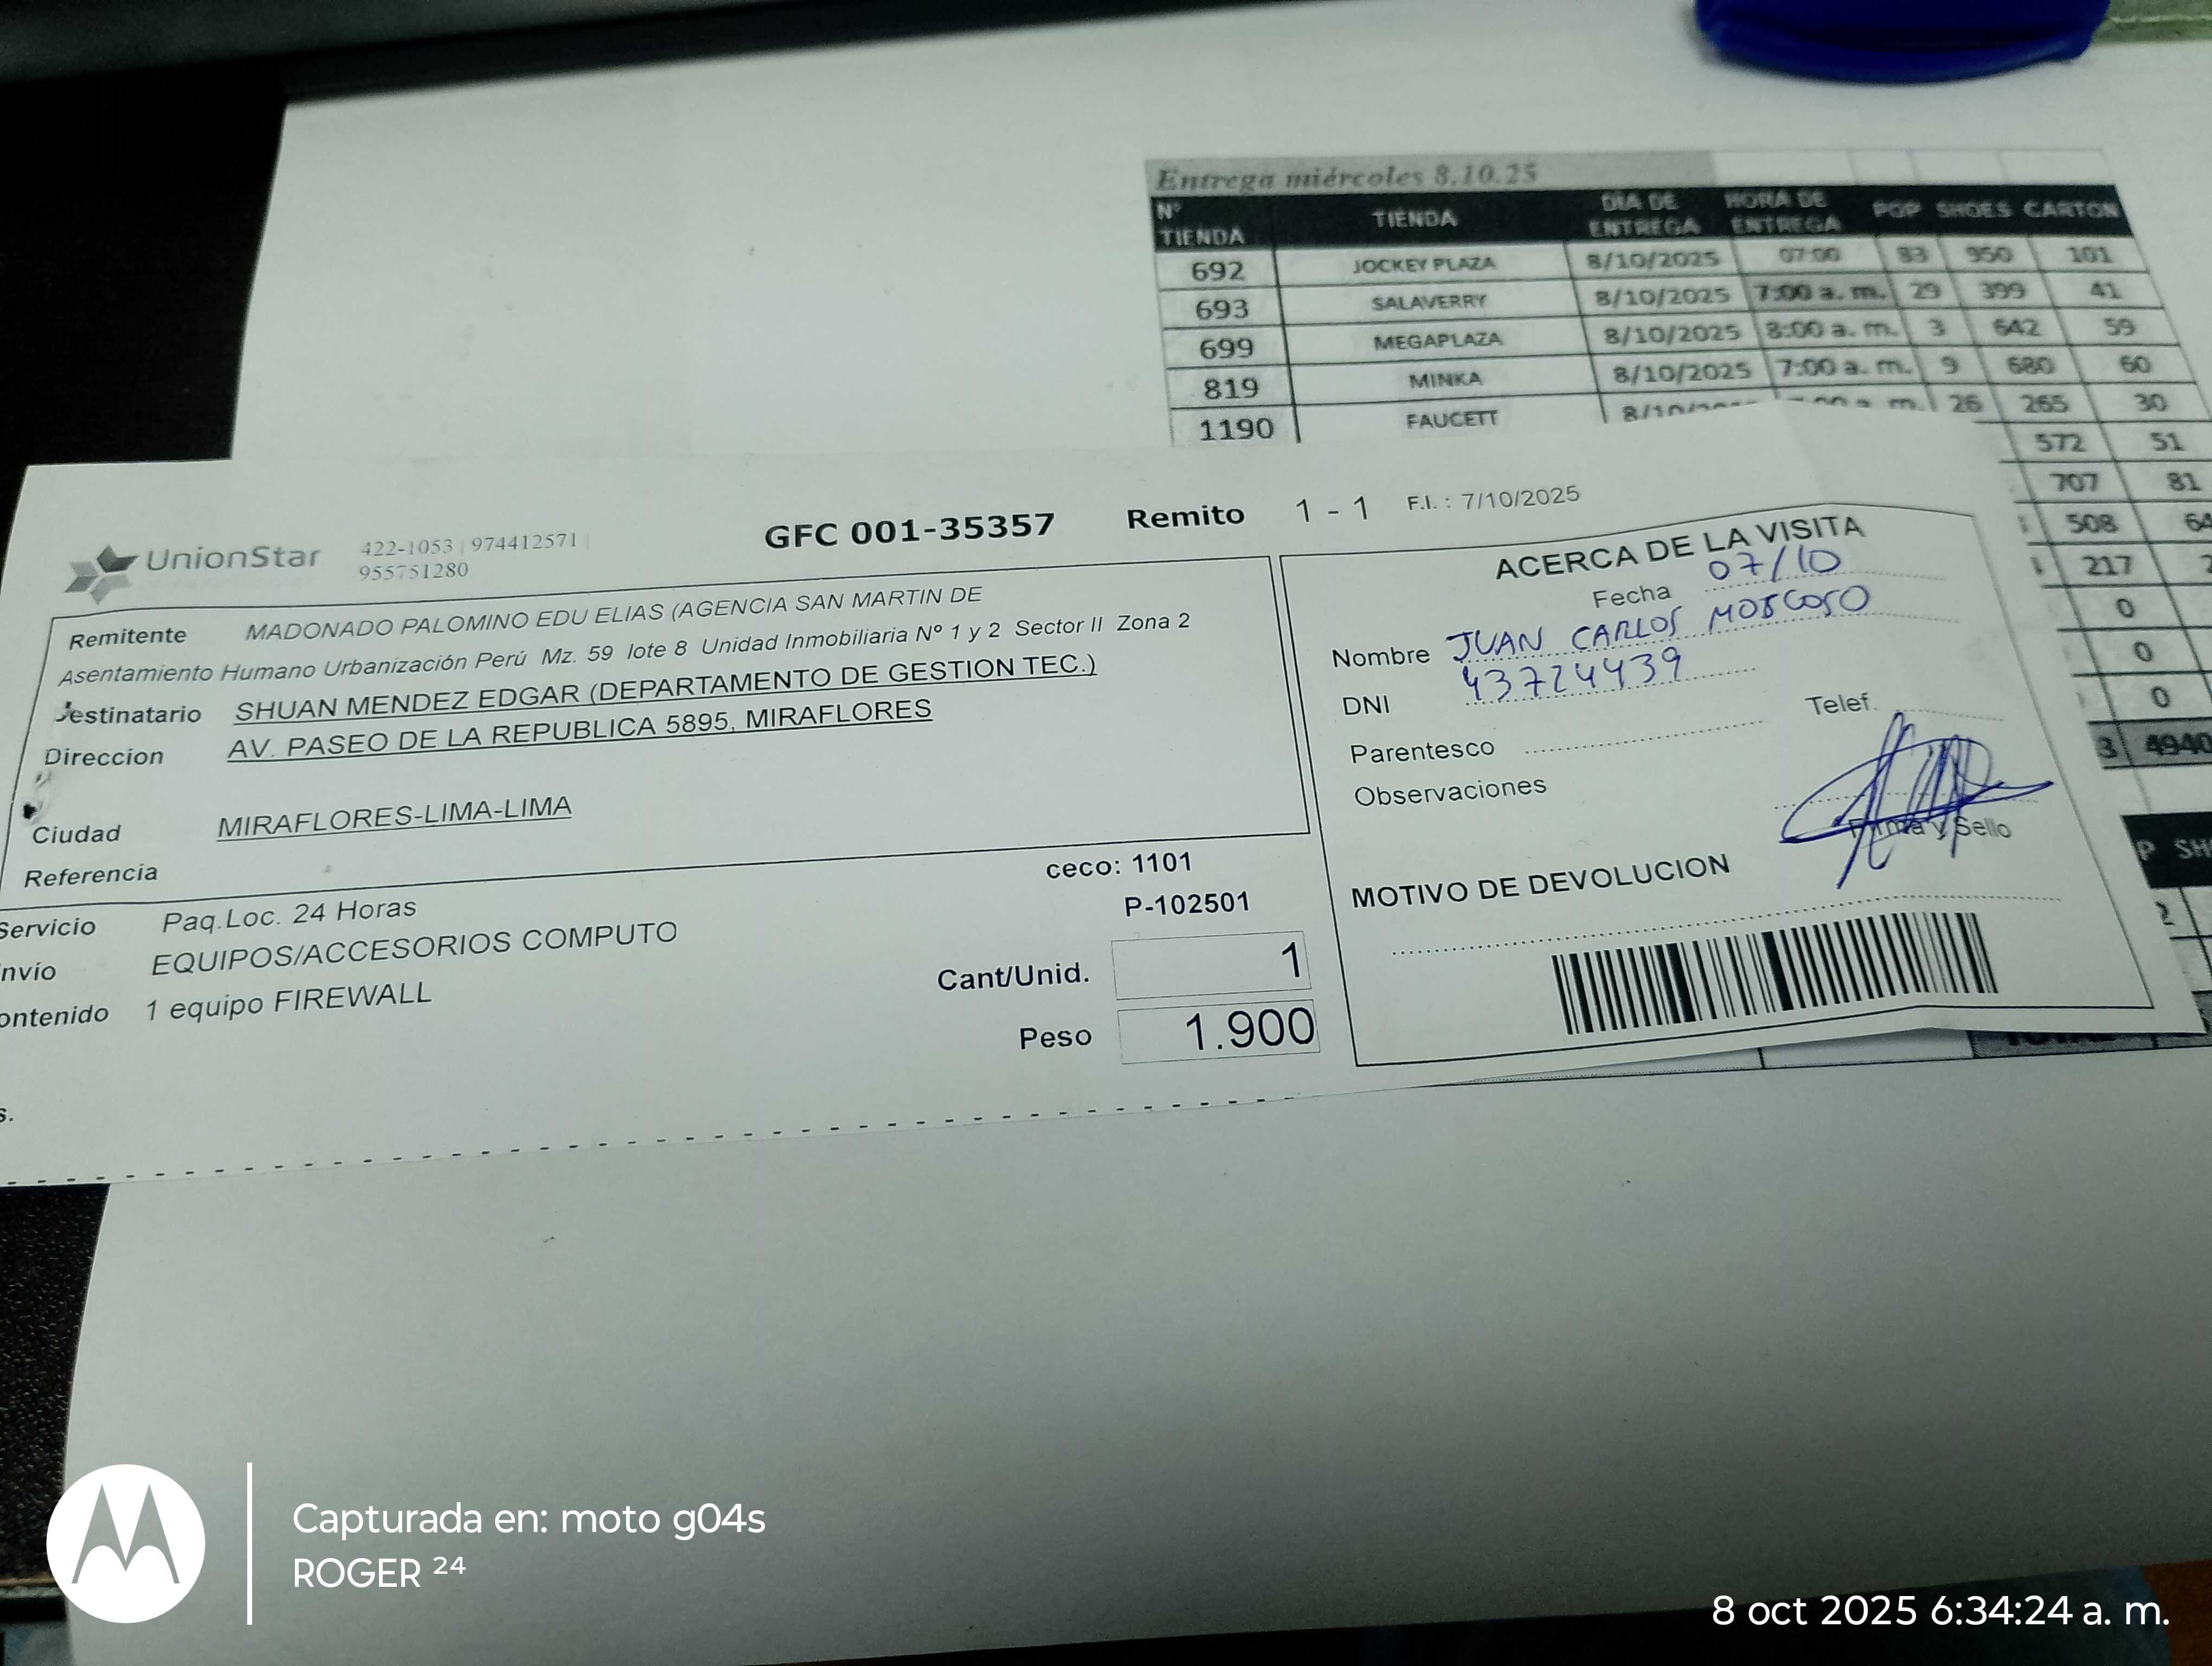 Entrega miércoles 8.10.25
N° TIENDA TIENDA DIA DE ENTREGA HORA DE ENTREGA POP SHOES CARTON
692 JOCKEY PLAZA 8/10/2025 07:00 83 950 101
693 SALAVERRY 8/10/2025 7:00 a. m. 29 399 41
699 MEGAPLAZA 8/10/2025 8:00 a. m. 3 642 59
819 MINKA 8/10/2025 7:00 a. m. 9 680 60
1190 FAUCETT 26 265 30
572 51
707 81
508 64
217
0
0
0
3 4940
P SH
UnionStar
422-1053 | 974412571 |
955751280
GFC 001-35357 Remito 1 - 1 F.I. : 7/10/2025
Remitente MADONADO PALOMINO EDU ELIAS (AGENCIA SAN MARTIN DE
Asentamiento Humano Urbanización Perú Mz. 59 lote 8 Unidad Inmobiliaria Nº 1 y 2 Sector II Zona 2
Destinatario SHUAN MENDEZ EDGAR (DEPARTAMENTO DE GESTION TEC.)
Direccion AV. PASEO DE LA REPUBLICA 5895, MIRAFLORES
Ciudad MIRAFLORES-LIMA-LIMA
Referencia
Servicio Paq.Loc. 24 Horas
nvío EQUIPOS/ACCESORIOS COMPUTO
ontenido 1 equipo FIREWALL
ceco: 1101
P-102501
Cant/Unid. 1
Peso 1.900
s.
ACERCA DE LA VISITA
Fecha 07/10
Nombre JUAN CARLOS MOSCOSO
DNI 43724439
Telef.
Parentesco
Observaciones
Firma y Sello
MOTIVO DE DEVOLUCION
Capturada en: moto g04s
ROGER ²⁴
8 oct 2025 6:34:24 a. m.